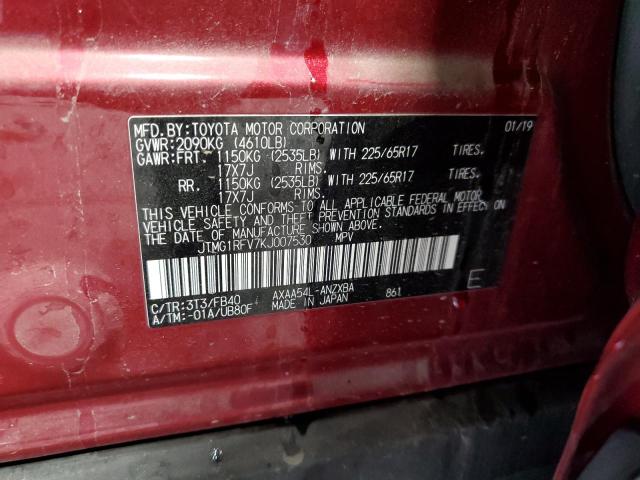 MFD. BY: TOYOTA MOTOR CORPORATION 01/19
GVWR: 2090KG (4610LB)
GAWR: FRT. 1150KG (2535LB) WITH 225/65R17 TIRES.
17X7J RIMS.
RR. 1150KG (2535LB) WITH 225/65R17 TIRES.
17X7J RIMS.
THIS VEHICLE CONFORMS TO ALL APPLICABLE FEDERAL MOTOR
VEHICLE SAFETY AND THEFT PREVENTION STANDARDS IN EFFECT ON
THE DATE OF MANUFACTURE SHOWN ABOVE.
JTMG1RFV7KJ007530 MPV
C/TR: 3T3/FB40 AXAA54L-ANZXBA 861 E
A/TM: -01A/UB80F MADE IN JAPAN